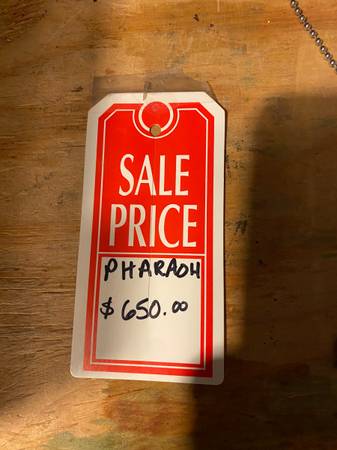 SALE
PRICE
PHARAOH
$650.00